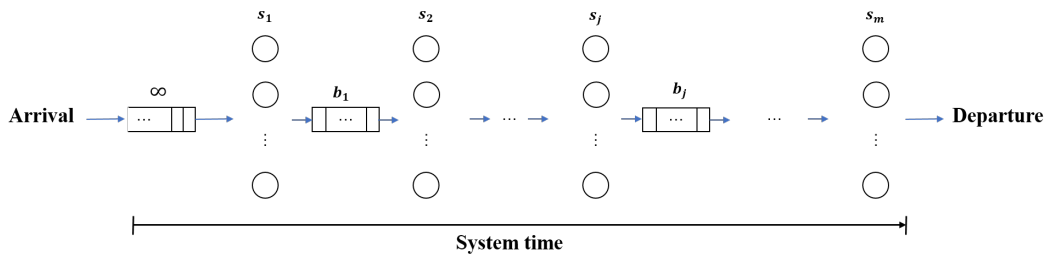 s₁ s₂ sⱼ sₘ
∞ b₁ bⱼ
Arrival ... ... ... ... ... Departure
⋮ ⋮ ⋮ ⋮
System time